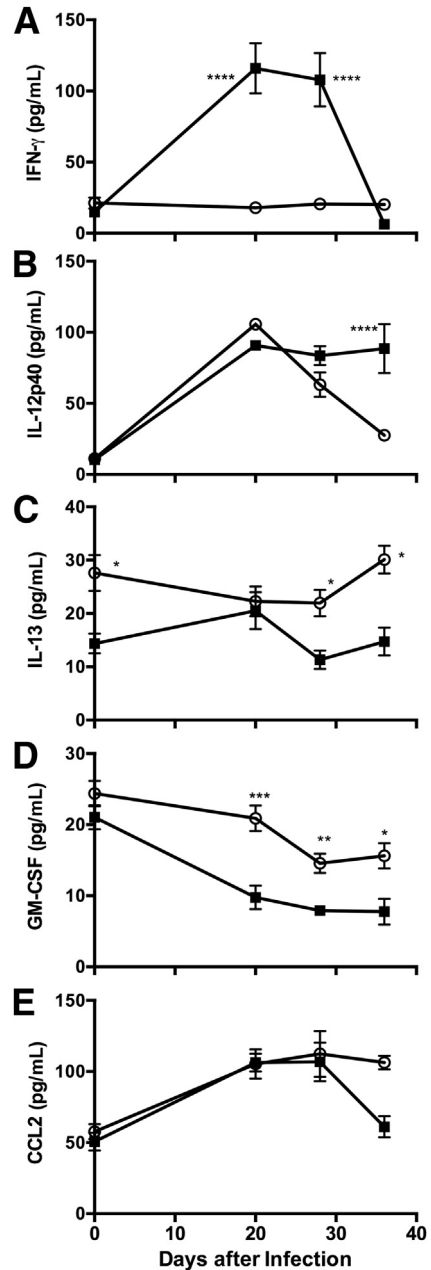 A
150
100
50
0
IFN-γ (pg/mL)
****
****
B
150
100
50
0
IL-12p40 (pg/mL)
****
C
40
30
20
10
0
IL-13 (pg/mL)
*
*
*
D
30
20
10
0
GM-CSF (pg/mL)
***
**
*
E
150
100
50
0
CCL2 (pg/mL)
0 10 20 30 40
Days after Infection